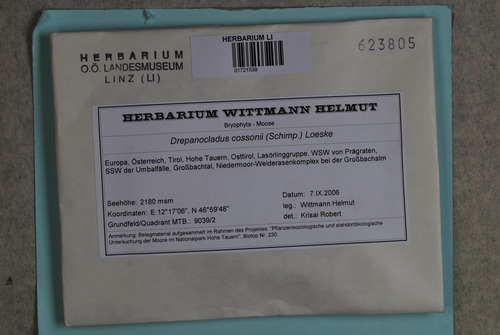 HERBARIUM
O.Ö. LANDESMUSEUM
LINZ (LI)
HERBARIUM LI
01721539
623805
HERBARIUM WITTMANN HELMUT
Bryophyta - Moose
Drepanocladus cossonii (Schimp.) Loeske
Europa, Österreich, Tirol, Hohe Tauern, Osttirol, Lasörlinggruppe, WSW von Prägraten,
SSW der Umbalfälle, Großbachtal, Niedermoor-Weiderasenkomplex bei der Großbachalm
Seehöhe: 2180 msm
Datum: 7.IX.2006
Koordinaten: E 12°17'06", N 46°59'48"
leg.: Wittmann Helmut
Grundfeld/Quadrant MTB.: 9039/2
det.: Krisai Robert
Anmerkung: Belegmaterial aufgesammelt im Rahmen des Projektes: "Pflanzensoziologische und standortökologische
Untersuchung der Moore im Nationalpark Hohe Tauern"; Biotop Nr. 230